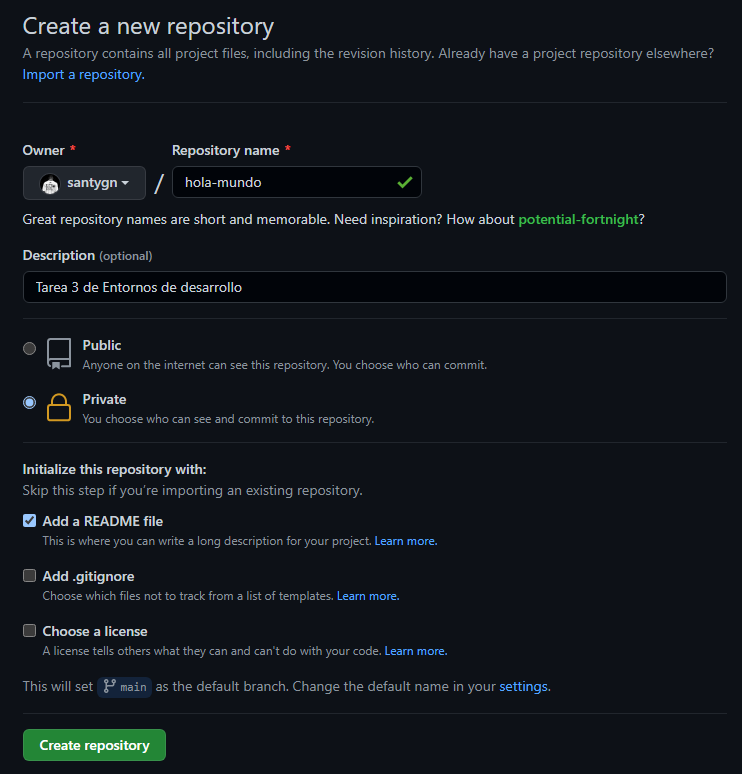 Create a new repository
A repository contains all project files, including the revision history. Already have a project repository elsewhere?
Import a repository.
Owner * Repository name *
santygn / hola-mundo
Great repository names are short and memorable. Need inspiration? How about potential-fortnight?
Description (optional)
Tarea 3 de Entornos de desarrollo
Public
Anyone on the internet can see this repository. You choose who can commit.
Private
You choose who can see and commit to this repository.
Initialize this repository with:
Skip this step if you're importing an existing repository.
Add a README file
This is where you can write a long description for your project. Learn more.
Add .gitignore
Choose which files not to track from a list of templates. Learn more.
Choose a license
A license tells others what they can and can't do with your code. Learn more.
This will set main as the default branch. Change the default name in your settings.
Create repository